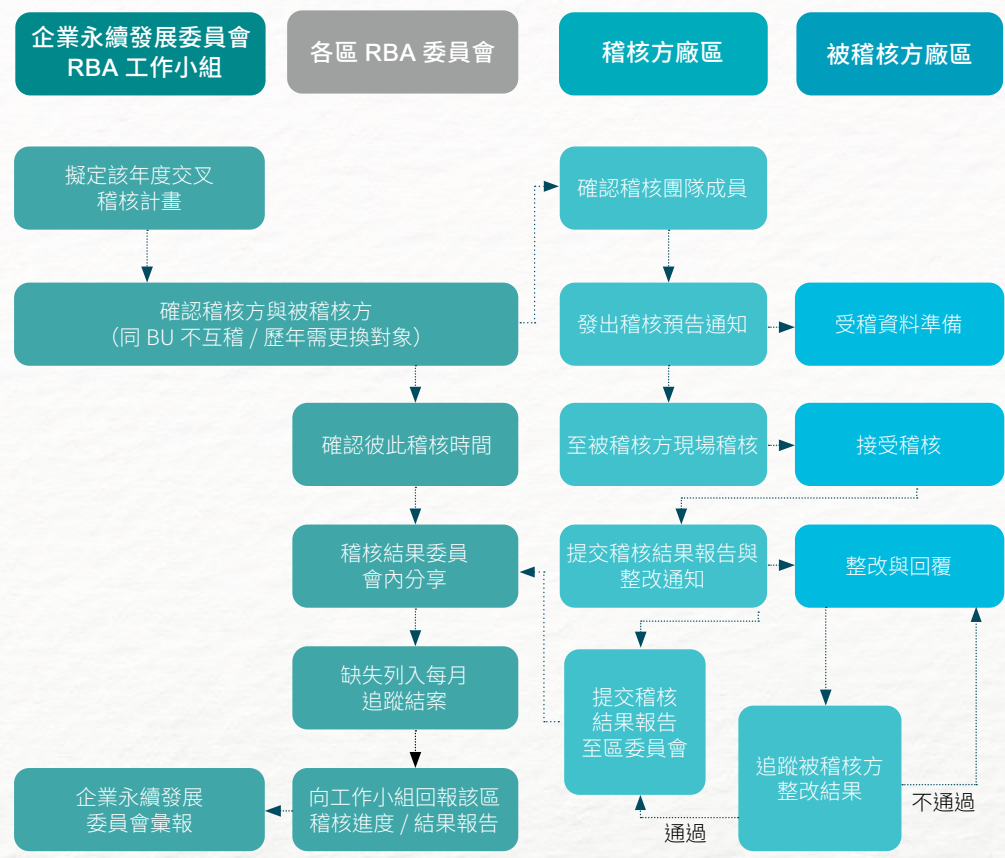 企業永續發展委員會
RBA 工作小組
各區 RBA 委員會
稽核方廠區
被稽核方廠區
擬定該年度交叉
稽核計畫
確認稽核團隊成員
確認稽核方與被稽核方
（同 BU 不互稽 / 歷年需更換對象）
發出稽核預告通知
受稽資料準備
確認彼此稽核時間
至被稽核方現場稽核
接受稽核
稽核結果委員
會內分享
提交稽核結果報告與
整改通知
整改與回覆
缺失列入每月
追蹤結案
提交稽核
結果報告
至區委員會
追蹤被稽核方
整改結果
企業永續發展
委員會彙報
向工作小組回報該區
稽核進度 / 結果報告
通過
不通過